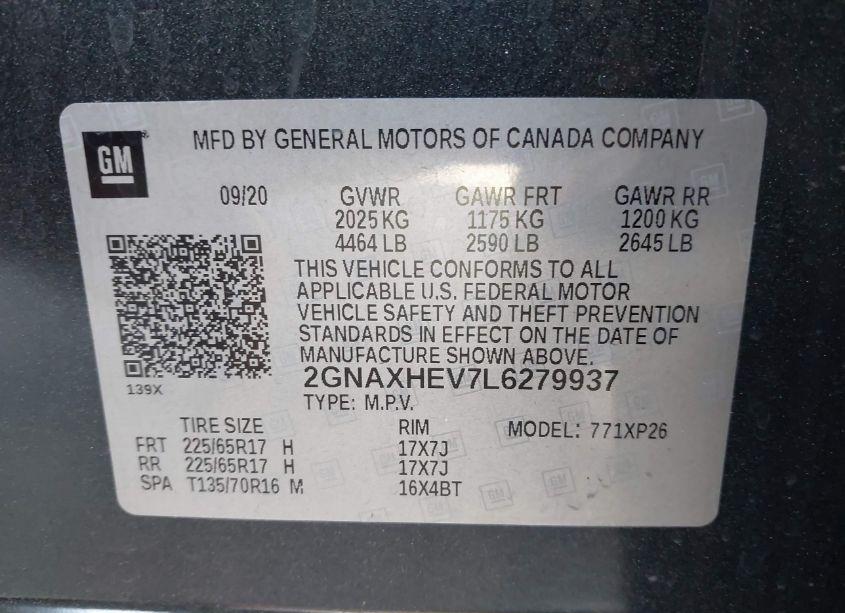 GM
MFD BY GENERAL MOTORS OF CANADA COMPANY
09/20 GVWR GAWR FRT GAWR RR
2025 KG 1175 KG 1200 KG
4464 LB 2590 LB 2645 LB
THIS VEHICLE CONFORMS TO ALL
APPLICABLE U.S. FEDERAL MOTOR
VEHICLE SAFETY AND THEFT PREVENTION
STANDARDS IN EFFECT ON THE DATE OF
MANUFACTURE SHOWN ABOVE.
2GNAXHEV7L6279937
139X
TYPE: M.P.V.
TIRE SIZE RIM MODEL: 771XP26
FRT 225/65R17 H 17X7J
RR 225/65R17 H 17X7J
SPA T135/70R16 M 16X4BT